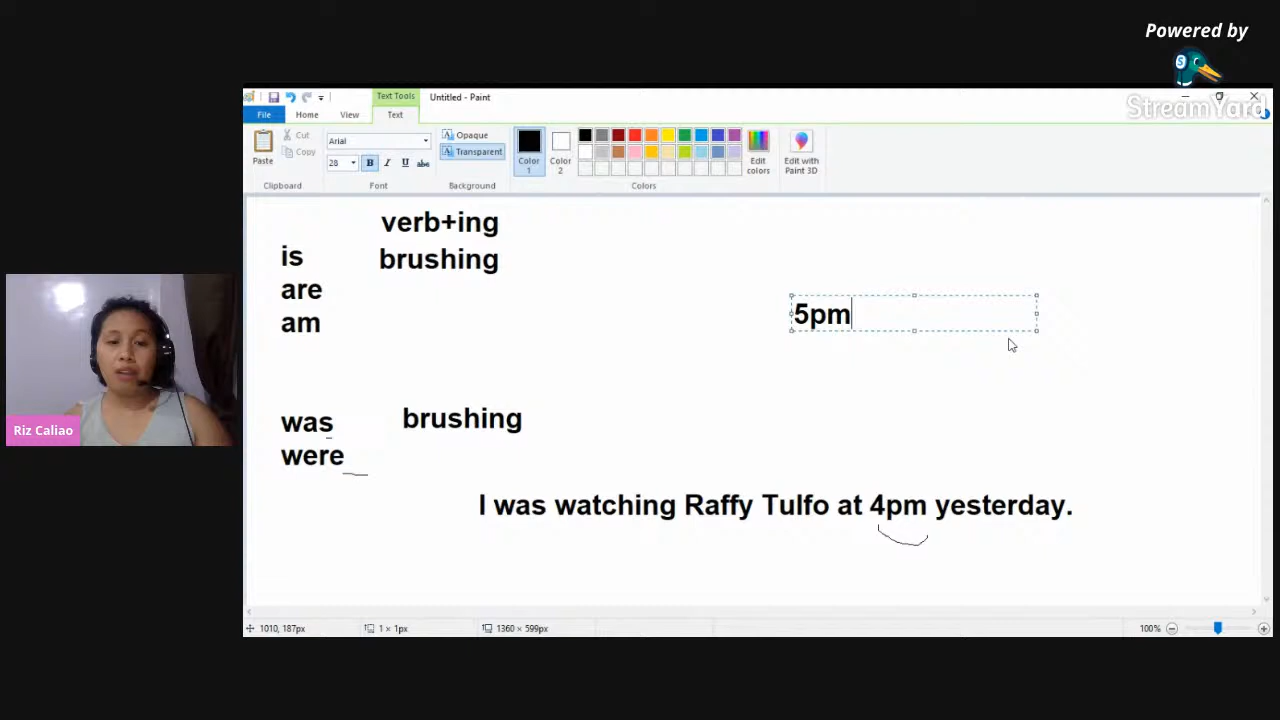 Powered by
StreamYard
Text Tools
Untitled - Paint
File
Home
View
Text
Paste
Cut
Copy
Clipboard
Arial
28
B
I
U
abc
Font
Opaque
Transparent
Background
Color 1
Color 2
Edit colors
Colors
Edit with Paint 3D
verb+ing
is
brushing
are
am
5pm
was
brushing
were
I was watching Raffy Tulfo at 4pm yesterday.
Riz Caliao
1010, 187px
1 × 1px
1360 × 599px
100%